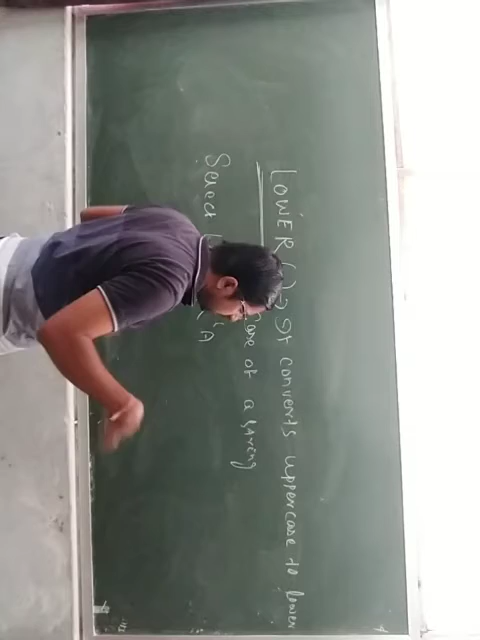 LOWER ( ) → It converts uppercase to lower
case of a string
Select L 'A